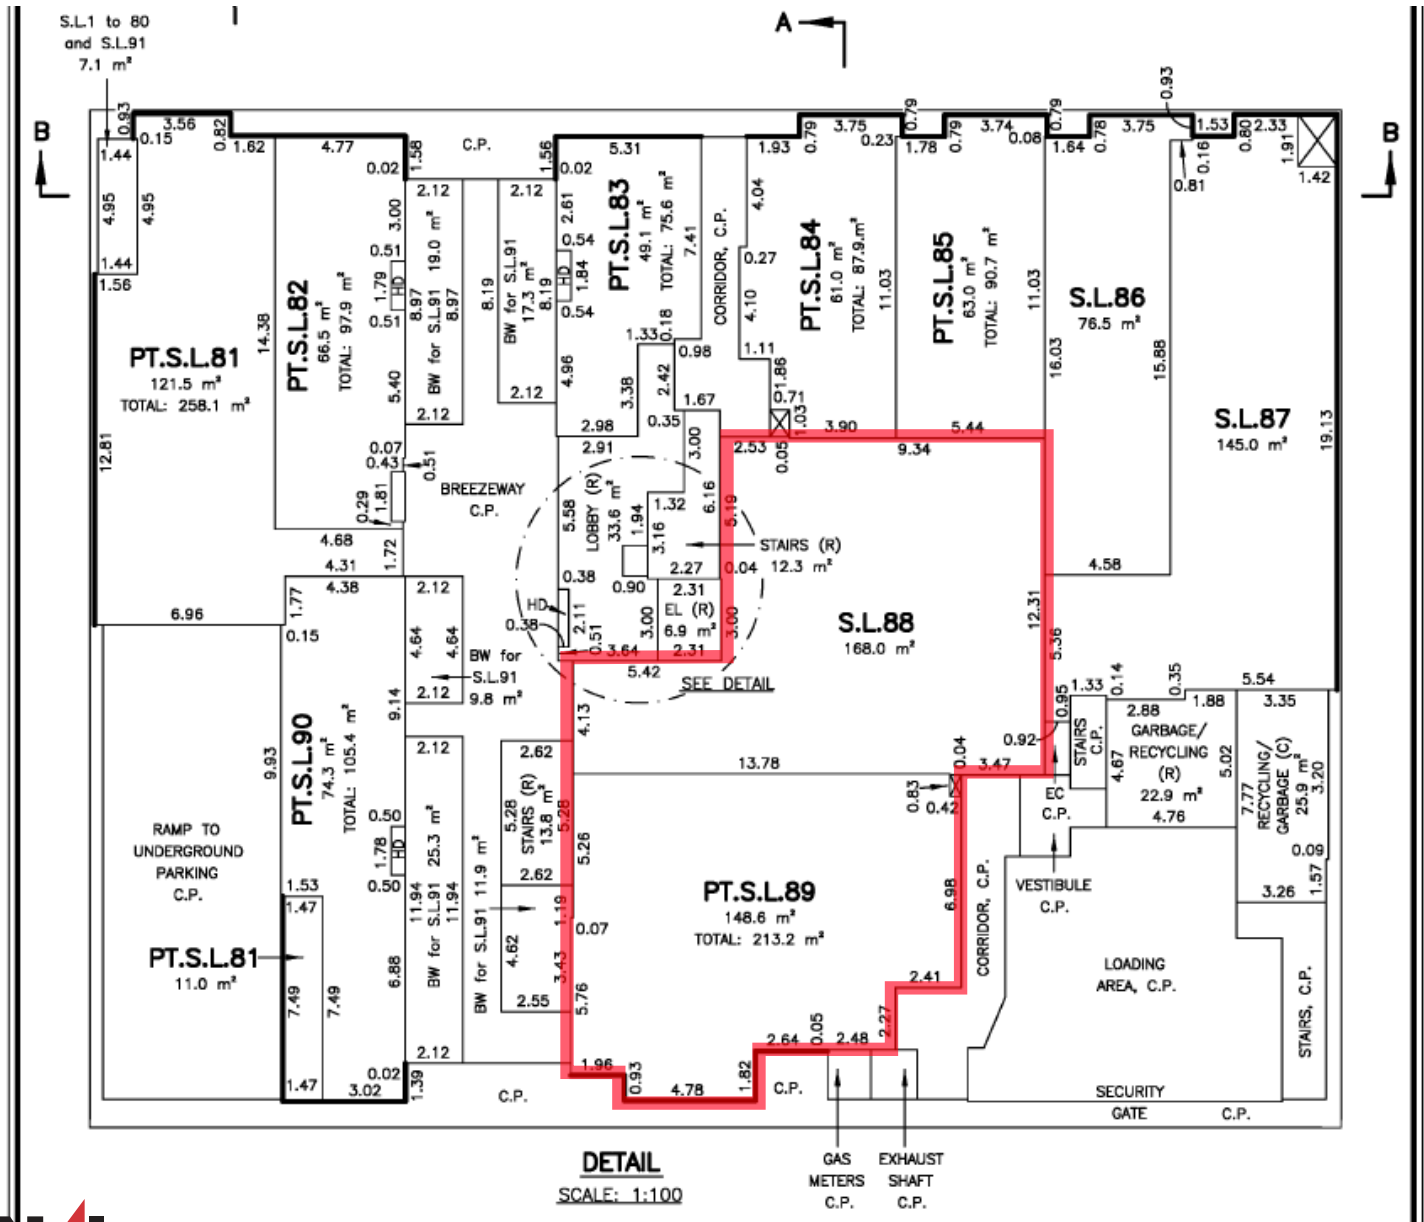 S.L.1 to 80
and S.L.91
7.1 m²
A
B
B
0.93
3.56
0.82
0.15
1.44
1.62
4.77
0.02
1.58
C.P.
1.56
5.31
0.02
1.93
0.79
3.75
0.23
0.79
1.78
0.79
3.74
0.08
0.79
1.64
0.78
3.75
0.93
1.53
0.16
0.80
2.33
1.91
1.42
0.81
4.95
4.95
1.44
1.56
PT.S.L.81
121.5 m²
TOTAL: 258.1 m²
12.81
14.38
6.96
PT.S.L.82
66.5 m²
TOTAL: 97.9 m²
3.00
0.51
1.79
HD
0.51
5.40
0.07
0.43
0.51
0.29
1.81
4.68
1.72
4.31
2.12
BW for S.L.91 19.0 m²
8.97
8.97
2.12
8.19
2.12
BW for S.L.91
17.3 m²
8.19
2.12
BREEZEWAY
C.P.
2.61
0.54
HD
1.84
0.54
4.96
PT.S.L.83
49.1 m²
TOTAL: 75.6 m²
7.41
0.18
1.33
0.98
2.42
3.38
1.67
0.35
2.98
2.91
3.00
CORRIDOR, C.P.
4.04
0.27
4.10
1.11
1.86
0.71
1.03
PT.S.L.84
61.0 m²
TOTAL: 87.9 m²
11.03
3.90
PT.S.L.85
63.0 m²
TOTAL: 90.7 m²
11.03
5.44
S.L.86
76.5 m²
16.03
15.88
4.58
S.L.87
145.0 m²
19.13
5.54
2.53
0.05
9.34
5.58
LOBBY (R)
33.6 m²
1.94
1.32
3.16
6.16
5.19
STAIRS (R)
12.3 m²
2.27
0.04
0.90
0.38
HD
2.11
0.38
0.51
3.64
3.00
2.31
EL (R)
6.9 m²
2.31
3.00
5.42
SEE DETAIL
S.L.88
168.0 m²
12.31
5.36
4.13
13.78
0.04
3.47
0.92
0.95
1.33
STAIRS
C.P.
0.14
0.35
2.88
1.88
GARBAGE/
RECYCLING
(R)
22.9 m²
4.67
5.02
4.76
3.35
7.77
RECYCLING/
GARBAGE (C)
25.9 m²
3.20
0.09
1.57
3.26
EC
C.P.
VESTIBULE
C.P.
4.38
1.77
0.15
9.93
PT.S.L.90
74.3 m²
TOTAL: 105.4 m²
9.14
0.50
1.78
HD
0.50
6.88
1.53
1.47
7.49
7.49
1.47
3.02
0.02
1.39
2.12
4.64
4.64
2.12
BW for
S.L.91
9.8 m²
2.12
BW for S.L.91 25.3 m²
11.94
11.94
2.12
2.62
5.28
STAIRS (R)
13.8 m²
5.28
5.26
2.62
BW for S.L.91 11.9 m²
1.19
0.07
4.62
3.43
2.55
5.76
RAMP TO
UNDERGROUND
PARKING
C.P.
PT.S.L.81
11.0 m²
PT.S.L.89
148.6 m²
TOTAL: 213.2 m²
0.83
0.42
6.98
CORRIDOR, C.P.
2.41
2.27
2.48
0.05
2.64
1.82
1.96
0.93
4.78
C.P.
C.P.
LOADING
AREA, C.P.
STAIRS, C.P.
SECURITY
GATE
C.P.
GAS
METERS
C.P.
EXHAUST
SHAFT
C.P.
DETAIL
SCALE: 1:100